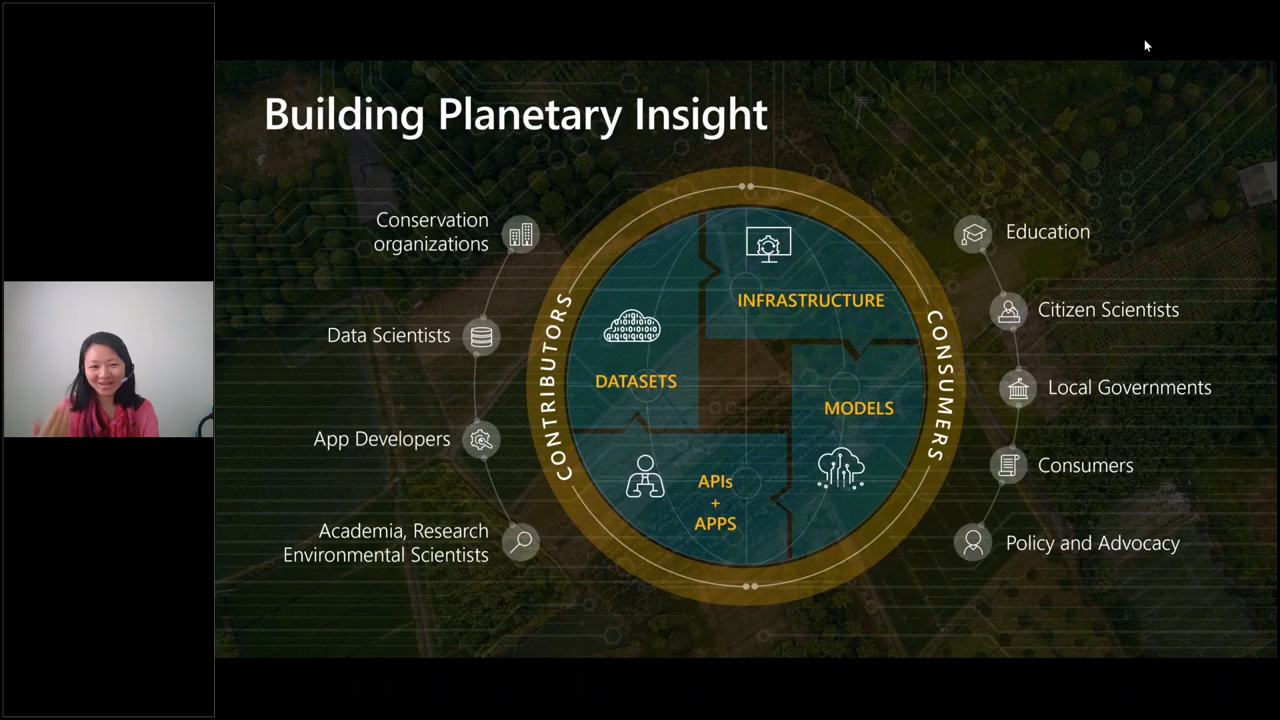 Building Planetary Insight
Conservation
organizations
Data Scientists
App Developers
Academia, Research
Environmental Scientists
CONTRIBUTORS
DATASETS
INFRASTRUCTURE
MODELS
APIs
+
APPS
CONSUMERS
Education
Citizen Scientists
Local Governments
Consumers
Policy and Advocacy